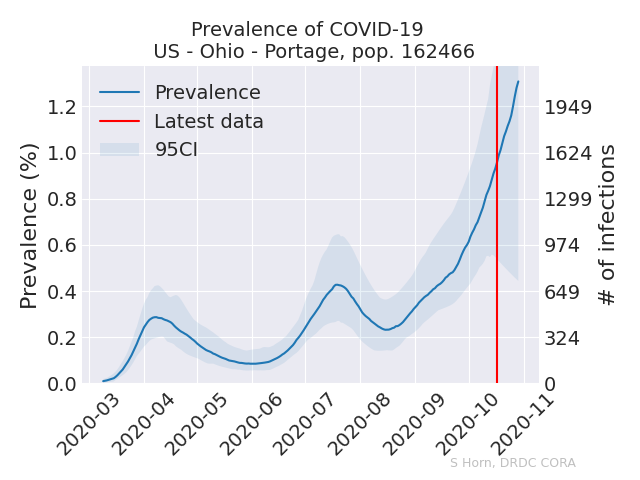 Prevalence of COVID-19
US - Ohio - Portage, pop. 162466
Prevalence
Latest data
95CI
Prevalence (%)
1.2
1.0
0.8
0.6
0.4
0.2
0.0
1949
1624
1299
974
649
324
0
# of infections
2020-03
2020-04
2020-05
2020-06
2020-07
2020-08
2020-09
2020-10
2020-11
S Horn, DRDC CORA